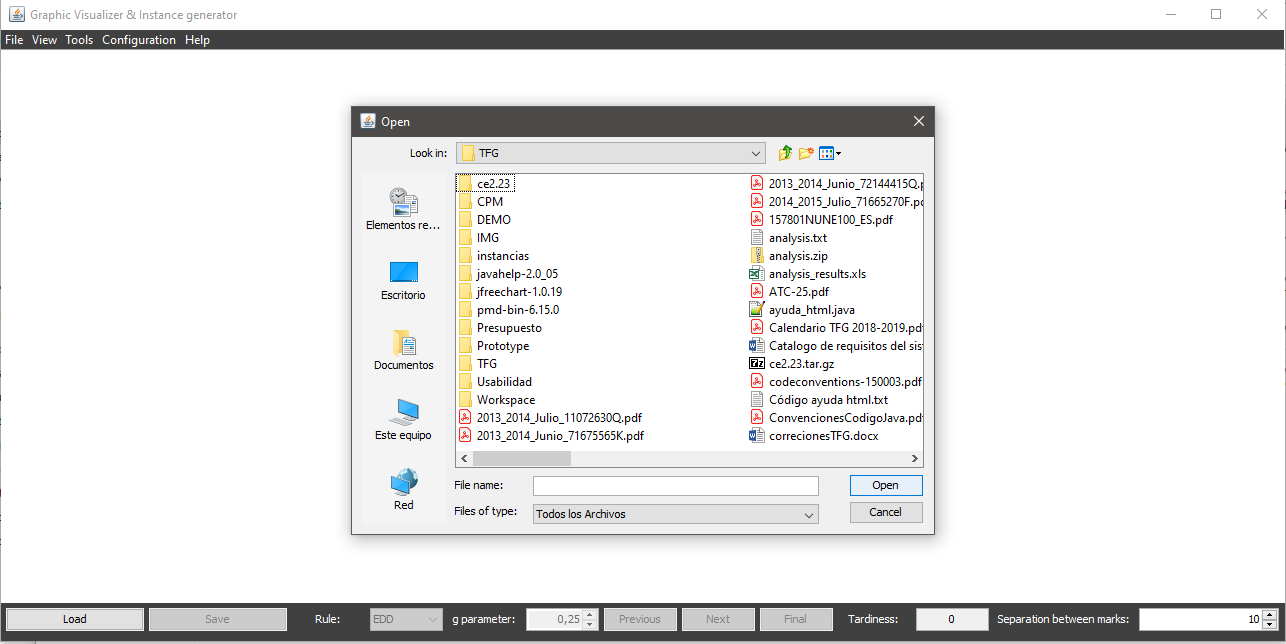 Graphic Visualizer & Instance generator
File View Tools Configuration Help
Open
Look in: TFG
Elementos re...
Escritorio
Documentos
Este equipo
Red
ce2.23
CPM
DEMO
IMG
instancias
javahelp-2.0_05
jfreechart-1.0.19
pmd-bin-6.15.0
Presupuesto
Prototype
TFG
Usabilidad
Workspace
2013_2014_Julio_11072630Q.pdf
2013_2014_Junio_71675565K.pdf
2013_2014_Junio_72144415Q.p
2014_2015_Julio_71665270F.pd
157801NUNE100_ES.pdf
analysis.txt
analysis.zip
analysis_results.xls
ATC-25.pdf
ayuda_html.java
Calendario TFG 2018-2019.pdf
Catalogo de requisitos del sis
ce2.23.tar.gz
codeconventions-150003.pdf
Código ayuda html.txt
ConvencionesCodigoJava.pdf
correcionesTFG.docx
File name:
Open
Files of type: Todos los Archivos
Cancel
Load Save Rule: EDD g parameter: 0,25 Previous Next Final Tardiness: 0 Separation between marks: 10